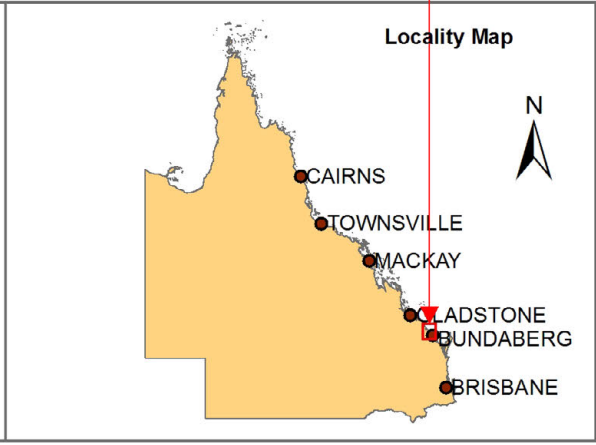 Locality Map
N
CAIRNS
TOWNSVILLE
MACKAY
GLADSTONE
BUNDABERG
BRISBANE